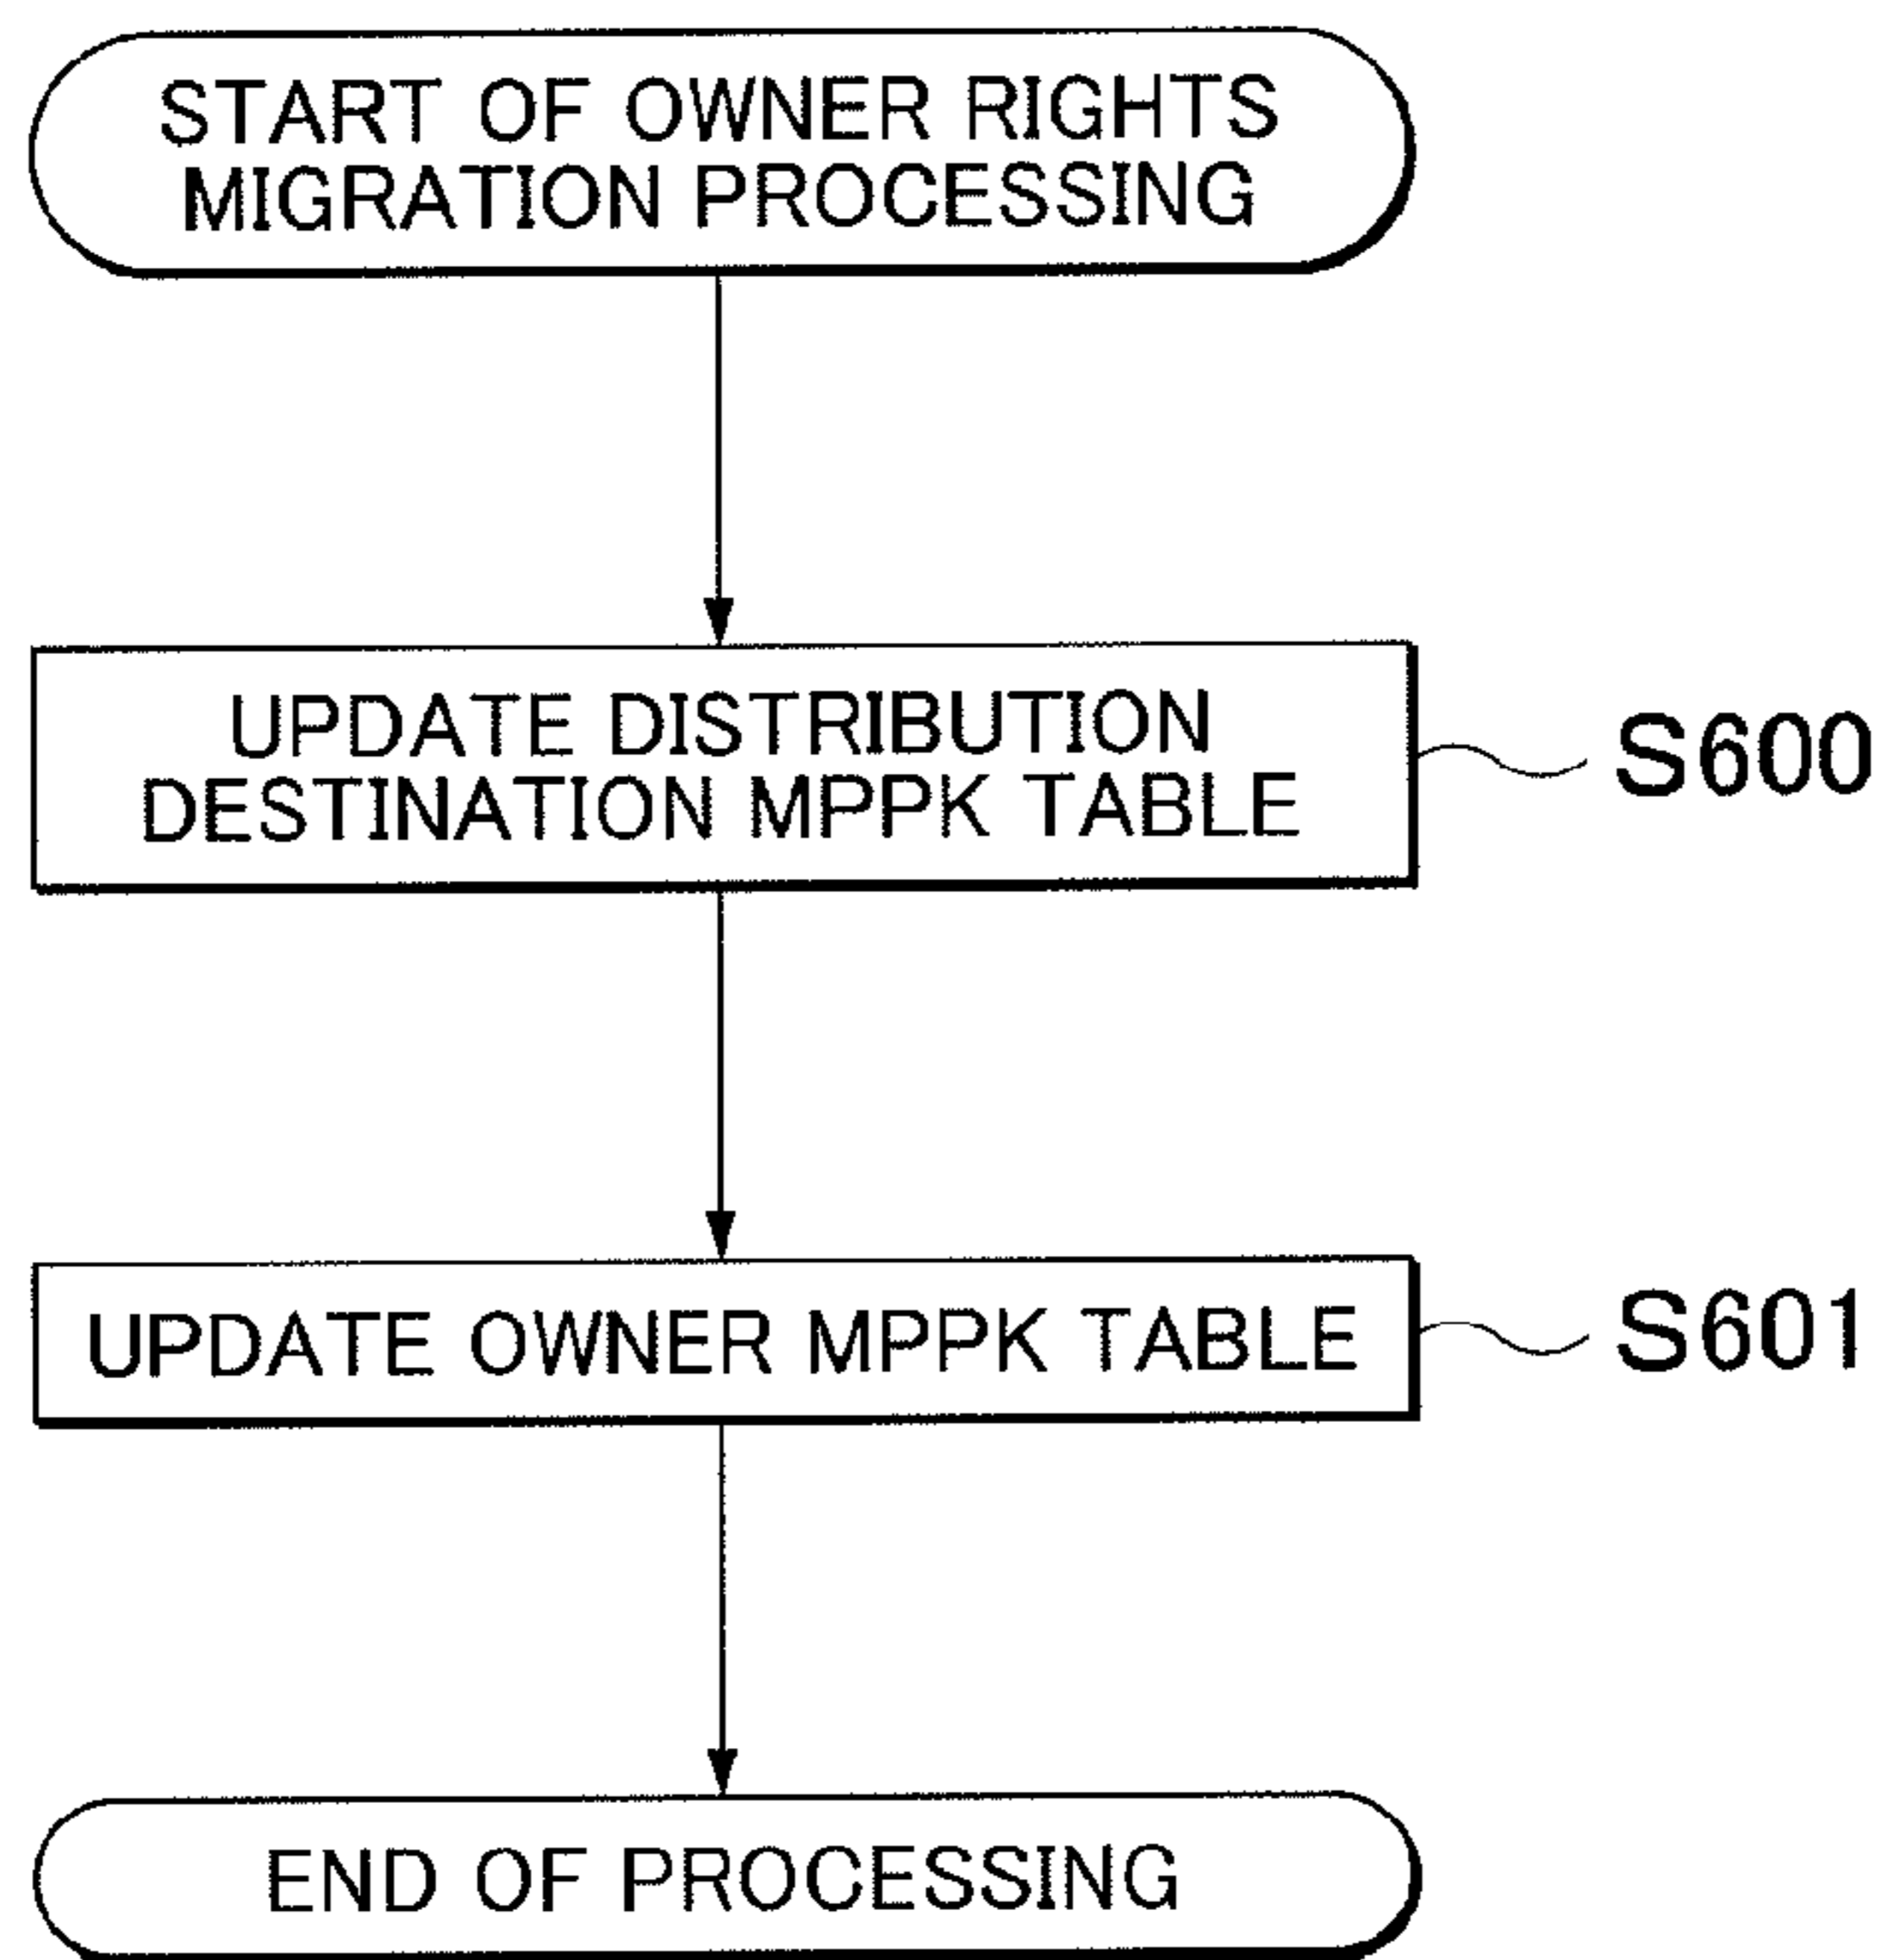 START OF OWNER RIGHTS
MIGRATION PROCESSING
UPDATE DISTRIBUTION
DESTINATION MPPK TABLE
S600
UPDATE OWNER MPPK TABLE
S601
END OF PROCESSING